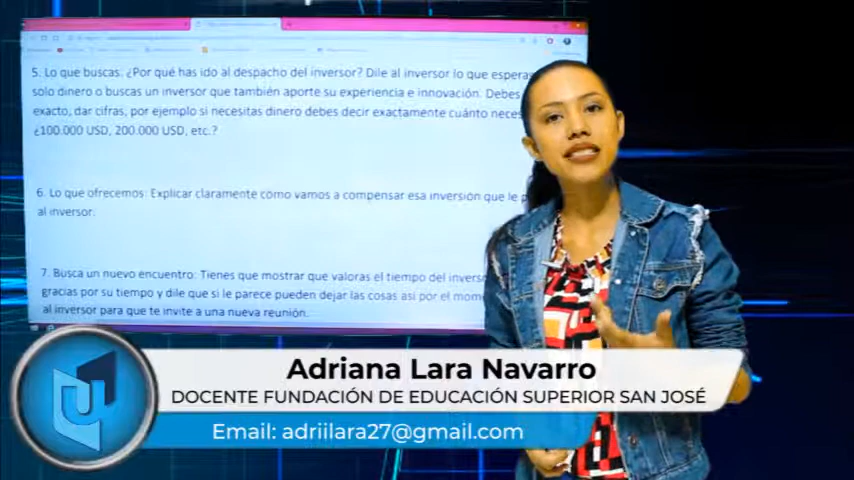 5. Lo que buscas: ¿Por qué has ido al despacho del inversor? Dile al inversor lo que esperas
solo dinero o buscas un inversor que también aporte su experiencia e innovación. Debes
exacto, dar cifras, por ejemplo si necesitas dinero debes decir exactamente cuánto neces
¿100.000 USD, 200.000 USD, etc.?
6. Lo que ofrecemos: Explicar claramente como vamos a compensar esa inversión que le p
al inversor.
7. Busca un nuevo encuentro: Tienes que mostrar que valoras el tiempo del inverso
gracias por su tiempo y dile que si le parece pueden dejar las cosas así por el mom
al inversor para que te invite a una nueva reunión.
Adriana Lara Navarro
DOCENTE FUNDACIÓN DE EDUCACIÓN SUPERIOR SAN JOSÉ
Email: adriilara27@gmail.com